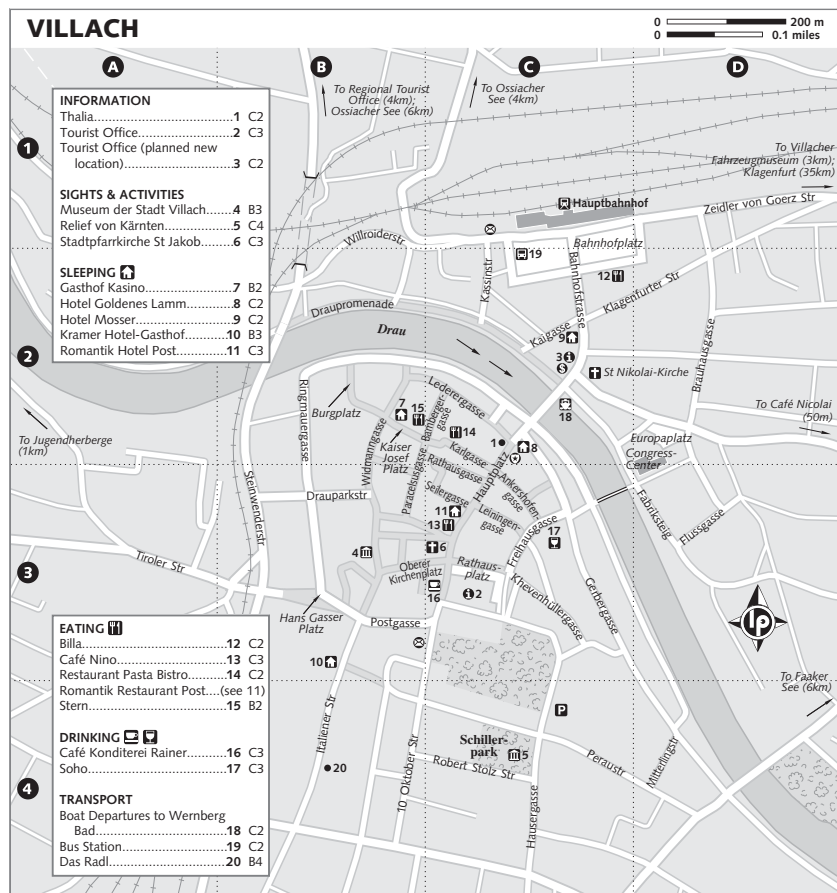 VILLACH
0 200 m
0 0.1 miles
A B C D
1
2
3
4
INFORMATION
Thalia 1 C2
Tourist Office 2 C3
Tourist Office (planned new
location) 3 C2
SIGHTS & ACTIVITIES
Museum der Stadt Villach 4 B3
Relief von Kärnten 5 C4
Stadtpfarrkirche St Jakob 6 C3
SLEEPING
Gasthof Kasino 7 B2
Hotel Goldenes Lamm 8 C2
Hotel Mosser 9 C2
Kramer Hotel-Gasthof 10 B3
Romantik Hotel Post 11 C3
EATING
Billa 12 C2
Café Nino 13 C3
Restaurant Pasta Bistro 14 C2
Romantik Restaurant Post (see 11)
Stern 15 B2
DRINKING
Café Konditerei Rainer 16 C3
Soho 17 C3
TRANSPORT
Boat Departures to Wernberg
Bad 18 C2
Bus Station 19 C2
Das Radl 20 B4
To Regional Tourist
Office (4km);
Ossiacher See (6km)
To Ossiacher
See (4km)
To Villacher
Fahrzeugmuseum (3km);
Klagenfurt (35km)
Hauptbahnhof
Zeidler von Goerz Str
Willroiderstr
Bahnhofplatz
19
12
Kassinstr
Bahnhofstrasse
Klagenfurter Str
Draupromenade
Drau
Kaigasse
9
3
St Nikolai-Kirche
Brauhausgasse
To Café Nicolai
(50m)
Ringmauergasse
Burgplatz
7
15
Lederergasse
Bamberger-
gasse
14
18
1
8
Europaplatz
Congress-
Center
To Jugendherberge
(1km)
Widmanngasse
Kaiser
Josef
Platz
Paracelsusgasse
Karlgasse
Rathausgasse
Hauptplatz
Ankershofen-
gasse
Steinwenderstr
Drauparkstr
Seilergasse
11
Leiningen-
gasse
Freihausgasse
17
Fabriksteig
Flussgasse
13
Tiroler Str
4
6
Oberer
Kirchenplatz
Rathaus-
platz
16
2
Khevenhüllergasse
Gerbergasse
lp
Hans Gasser
Platz
Postgasse
10
To Faaker
See (6km)
P
Italiener Str
Schiller-
park
5
Robert Stolz Str
Peraustr
Mitterlingstr
20
10 Oktober Str
Hausergasse